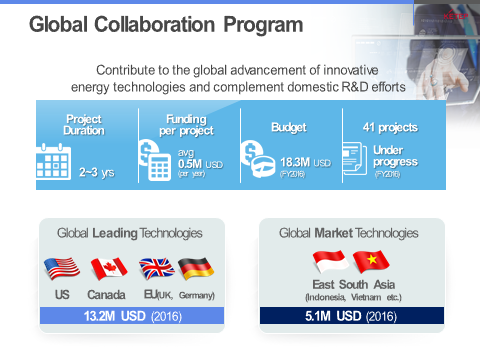 Global Collaboration Program
Contribute to the global advancement of innovative
energy technologies and complement domestic R&D efforts
Project
Duration
2~3 yrs
Funding
per project
avg
0.5M USD
(per year)
Budget
18.3M USD
(FY2016)
41 projects
Under
progress
(FY2016)
Global Leading Technologies
US Canada EU(UK, Germany)
13.2M USD (2016)
Global Market Technologies
East South Asia
(Indonesia, Vietnam etc.)
5.1M USD (2016)